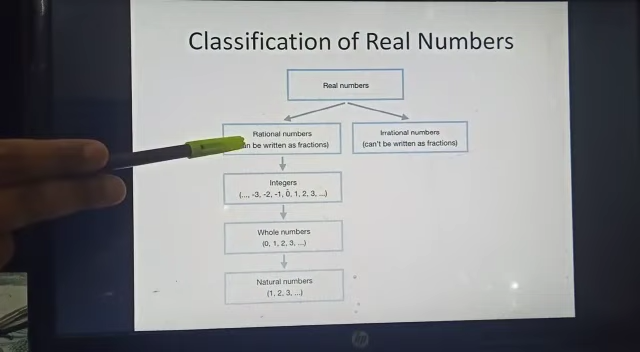 Classification of Real Numbers
Real numbers
Rational numbers
be written as fractions)
Irrational numbers
(can't be written as fractions)
Integers
(..., -3, -2, -1, 0, 1, 2, 3, ...)
Whole numbers
(0, 1, 2, 3, ...)
Natural numbers
(1, 2, 3, ...)
hp